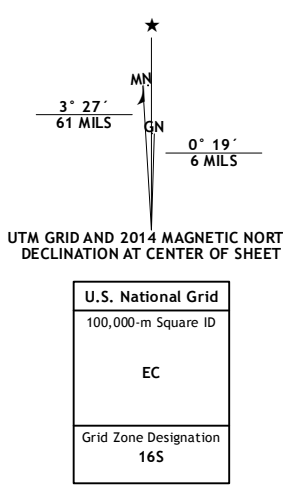 ★
MN
3° 27´
61 MILS
GN
0° 19´
6 MILS
UTM GRID AND 2014 MAGNETIC NORT
DECLINATION AT CENTER OF SHEET
U.S. National Grid
100,000-m Square ID
EC
Grid Zone Designation
16S